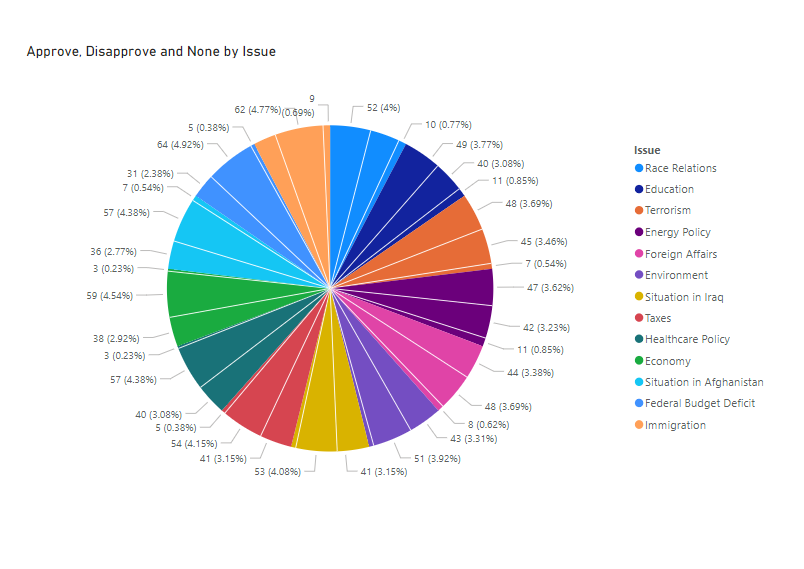 Approve, Disapprove and None by Issue
52 (4%)
10 (0.77%)
49 (3.77%)
40 (3.08%)
11 (0.85%)
48 (3.69%)
45 (3.46%)
7 (0.54%)
47 (3.62%)
42 (3.23%)
11 (0.85%)
44 (3.38%)
48 (3.69%)
8 (0.62%)
43 (3.31%)
51 (3.92%)
41 (3.15%)
53 (4.08%)
41 (3.15%)
54 (4.15%)
5 (0.38%)
40 (3.08%)
57 (4.38%)
3 (0.23%)
38 (2.92%)
59 (4.54%)
3 (0.23%)
36 (2.77%)
57 (4.38%)
7 (0.54%)
31 (2.38%)
64 (4.92%)
5 (0.38%)
62 (4.77%)
9
(0.69%)
Issue
Race Relations
Education
Terrorism
Energy Policy
Foreign Affairs
Environment
Situation in Iraq
Taxes
Healthcare Policy
Economy
Situation in Afghanistan
Federal Budget Deficit
Immigration